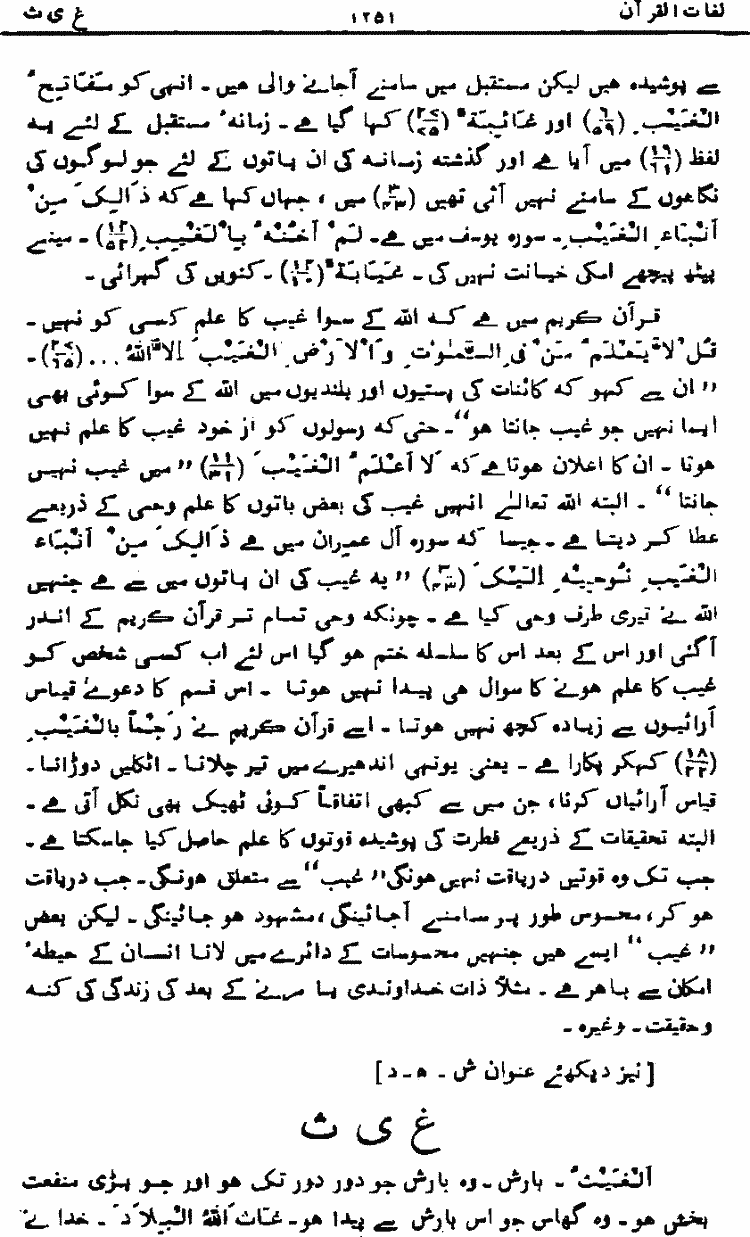 لغات القرآن ۱۲۵۱ غ ی ث
سے پوشیدہ ہیں لیکن مستقبل میں سامنے آجانے والی ہیں ۔ انہی کو مَفَاتِیْحُ
الْغَیْبِ (۶/۵۹) اور غَائِبَۃٌ (۲۷/۷۵) کہا گیا ہے ۔ زمانہٴ مستقبل کے لئے یہ
لفظ (۱۹/۶۱) میں آیا ہے اور گذشتہ زمانہ کی ان باتوں کے لئے جو لوگوں کی
نگاہوں کے سامنے نہیں آئی تھیں (۳/۴۳) میں ، جہاں کہا ہے کہ ذَالِکَ مِنْ
أَنْبَاءِ الْغَیْبِ ۔ سورہ یوسف میں ہے ۔ لَمْ أَخُنْہُ بِالْغَیْبِ (۱۲/۵۲) ۔ مینے
پیٹھ پیچھے اسکی خیانت نہیں کی ۔ غَیَابَۃٌ (۱۲/۱۰) ۔ کنویں کی گہرائی ۔
قرآن کریم میں ہے کہ اللہ کے سوا غیب کا علم کسی کو نہیں ۔
قُلْ لَا یَعْلَمُ مَنْ فِی السَّمٰوٰتِ وَالْاَرْضِ الْغَیْبَ اِلَّا اللّٰہُ . . . (۲۷/۶۵) ۔
” ان سے کہو کہ کائنات کی پستیوں اور بلندیوں میں اللہ کے سوا کوئی بھی
ایسا نہیں جو غیب جانتا ہو “ ۔ حتی کہ رسولوں کو از خود غیب کا علم نہیں
ہوتا ۔ ان کا اعلان ہوتا ہے کہ لَا أَعْلَمُ الْغَیْبَ (۱۱/۳۱) ” میں غیب نہیں
جانتا “ ۔ البتہ اللہ تعالیٰ انہیں غیب کی بعض باتوں کا علم وحی کے ذریعے
عطا کر دیتا ہے ۔ جیسا کہ سورہ آل عمران میں ہے ذَالِکَ مِنْ أَنْبَاءِ
الْغَیْبِ نُوحِیْہِ اِلَیْکَ (۳/۴۳) ” یہ غیب کی ان باتوں میں سے ہے جنہیں
اللہ نے تیری طرف وحی کیا ہے ۔ چونکہ وحی تمام تر قرآن کریم کے اندر
آگئی اور اس کے بعد اس کا سلسلہ ختم ہو گیا اس لئے اب کسی شخص کو
غیب کا علم ہونے کا سوال ہی پیدا نہیں ہوتا ۔ اس قسم کا دعوےٰ قیاس
آرائیوں سے زیادہ کچھ نہیں ہوتا ۔ اسے قرآن کریم نے رَجْماً بِالْغَیْبِ
(۱۸/۲۲) کہکر پکارا ہے ۔ یعنی یونہی اندھیرے میں تیر چلانا ۔ اٹکلیں دوڑانا ۔
قیاس آرائیاں کرنا ، جن میں سے کبھی اتفاقاً کوئی ٹھیک بھی نکل آتی ہے ۔
البتہ تحقیقات کے ذریعے فطرت کی پوشیدہ قوتوں کا علم حاصل کیا جاسکتا ہے ۔
جب تک وہ قوتیں دریافت نہیں ہونگی ” غیب “ سے متعلق ہونگی ۔ جب دریافت
ہو کر ، محسوس طور پر سامنے آجائینگی ، مشہود ہو جائینگی ۔ لیکن بعض
” غیب “ ایسے ہیں جنہیں محسوسات کے دائرے میں لانا انسان کے حیطہٴ
امکان سے باہر ہے ۔ مثلاً ذات خداوندی یا مرنے کے بعد کی زندگی کی کنہ
و حقیقت ۔ وغیرہ ۔
[ نیز دیکھئے عنوان ش ۔ ہ ۔ د ]
غ ی ث
اَلْغَیْثُ ۔ بارش ۔ وہ بارش جو دور دور تک ہو اور جو بڑی منفعت
بخش ہو ۔ وہ گھاس جو اس بارش سے پیدا ہو ۔ غَاثَ اللّٰہُ الْبِلَادَ ۔ خدا نے